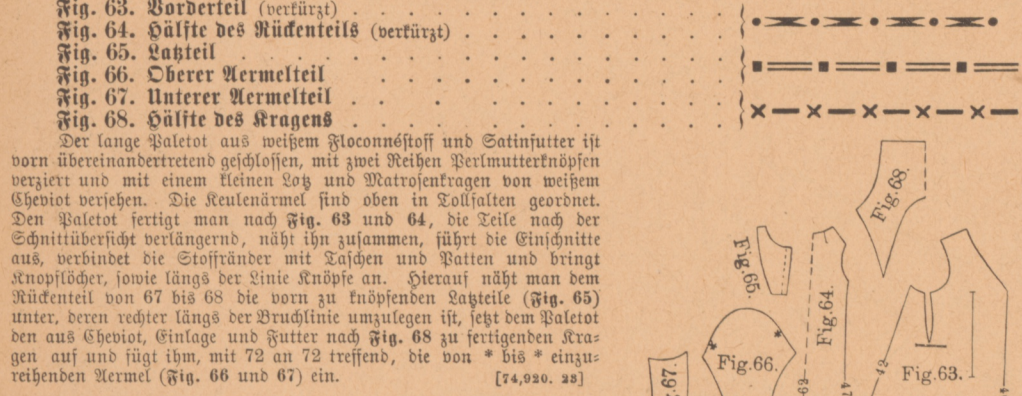 Fig. 63. Vorderteil (verkürzt) . . . . . . . . . . . . .
Fig. 64. Hälfte des Rückenteils (verkürzt) . . . . . . . . .
Fig. 65. Latzteil . . . . . . . . . . . . . . . . .
Fig. 66. Oberer Aermelteil . . . . . . . . . . . . .
Fig. 67. Unterer Aermelteil . . . . . . . . . . . . .
Fig. 68. Hälfte des Kragens . . . . . . . . . . . . .
Der lange Paletot aus weißem Floconnéstoff und Satinfutter ist
vorn übereinandertretend geschlossen, mit zwei Reihen Perlmutterknöpfen
verziert und mit einem kleinen Lotz und Matrosenkragen von weißem
Cheviot versehen. Die Keulenärmel sind oben in Tollfalten geordnet.
Den Paletot fertigt man nach Fig. 63 und 64, die Teile nach der
Schnittübersicht verlängernd, näht ihn zusammen, führt die Einschnitte
aus, verbindet die Stoffränder mit Taschen und Patten und bringt
Knopflöcher, sowie längs der Linie Knöpfe an. Hierauf näht man dem
Rückenteil von 67 bis 68 die vorn zu knöpfenden Latzteile (Fig. 65)
unter, deren rechter längs der Bruchlinie umzulegen ist, setzt dem Paletot
den aus Cheviot, Einlage und Futter nach Fig. 68 zu fertigenden Kra-
gen auf und fügt ihm, mit 72 an 72 treffend, die von * bis * einzu-
reihenden Aermel (Fig. 66 und 67) ein. [74,920. 23]
Fig.68.
Fig.65.
Fig.64.
Fig.66.
Fig.63.
.67.
62
47
42